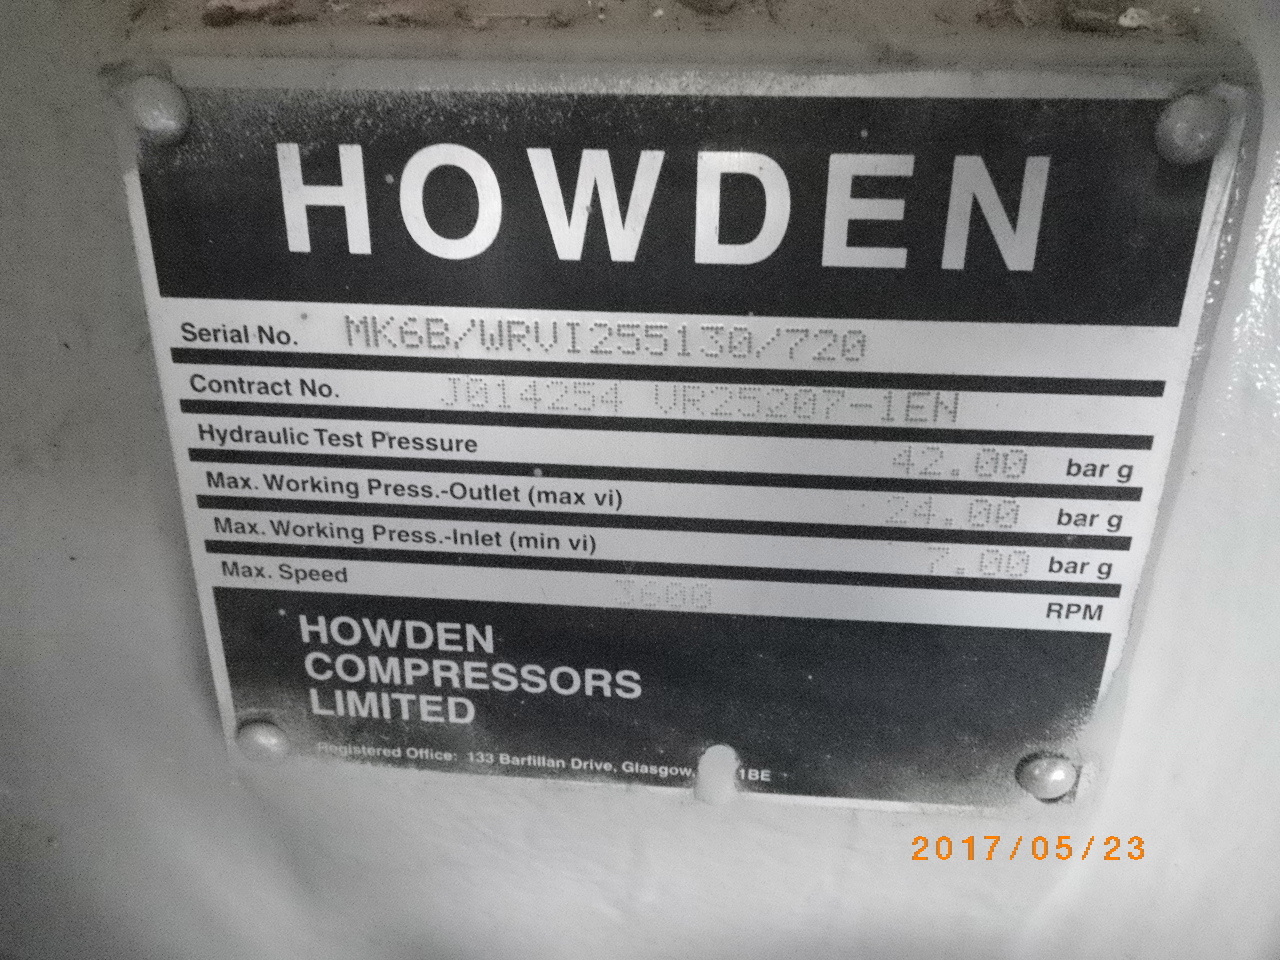 HOWDEN
Serial No. MK6B/WRVI255130/720
Contract No. J014254 VR25207-1EN
Hydraulic Test Pressure 42.00 bar g
Max. Working Press.-Outlet (max vi) 24.00 bar g
Max. Working Press.-Inlet (min vi) 7.00 bar g
Max. Speed 3600 RPM
HOWDEN
COMPRESSORS
LIMITED
Registered Office: 133 Barfillan Drive, Glasgow, 1BE
2017/05/23